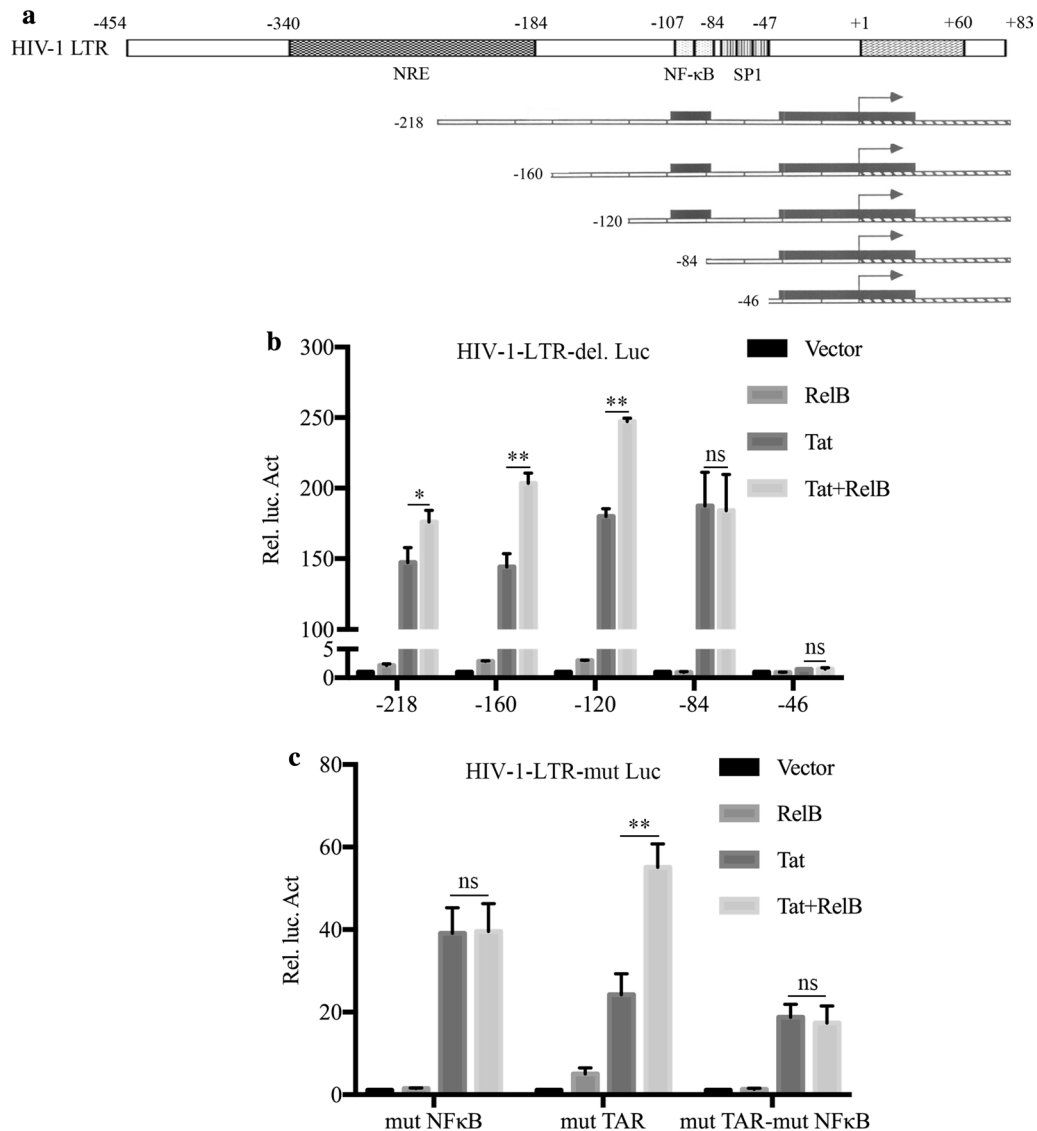 a
-454 -340 -184 -107 -84 -47 +1 +60 +83
HIV-1 LTR
NRE NF-κB SP1
-218
-160
-120
-84
-46
b
HIV-1-LTR-del. Luc
Vector
RelB
Tat
Tat+RelB
Rel. luc. Act
300
250
200
150
100
5
0
*
**
**
ns
ns
-218 -160 -120 -84 -46
c
HIV-1-LTR-mut Luc
Vector
RelB
Tat
Tat+RelB
Rel. luc. Act
80
60
40
20
0
ns
**
ns
mut NFκB mut TAR mut TAR-mut NFκB